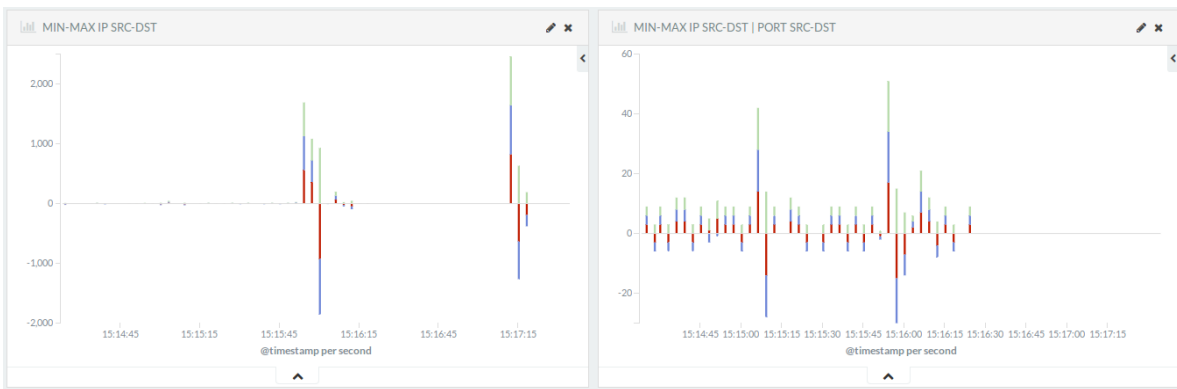 MIN-MAX IP SRC-DST
2,000
1,000
0
-1,000
-2,000
15:14:45 15:15:15 15:15:45 15:16:15 15:16:45 15:17:15
@timestamp per second
MIN-MAX IP SRC-DST | PORT SRC-DST
60
40
20
0
-20
15:14:45 15:15:00 15:15:15 15:15:30 15:15:45 15:16:00 15:16:15 15:16:30 15:16:45 15:17:00 15:17:15
@timestamp per second